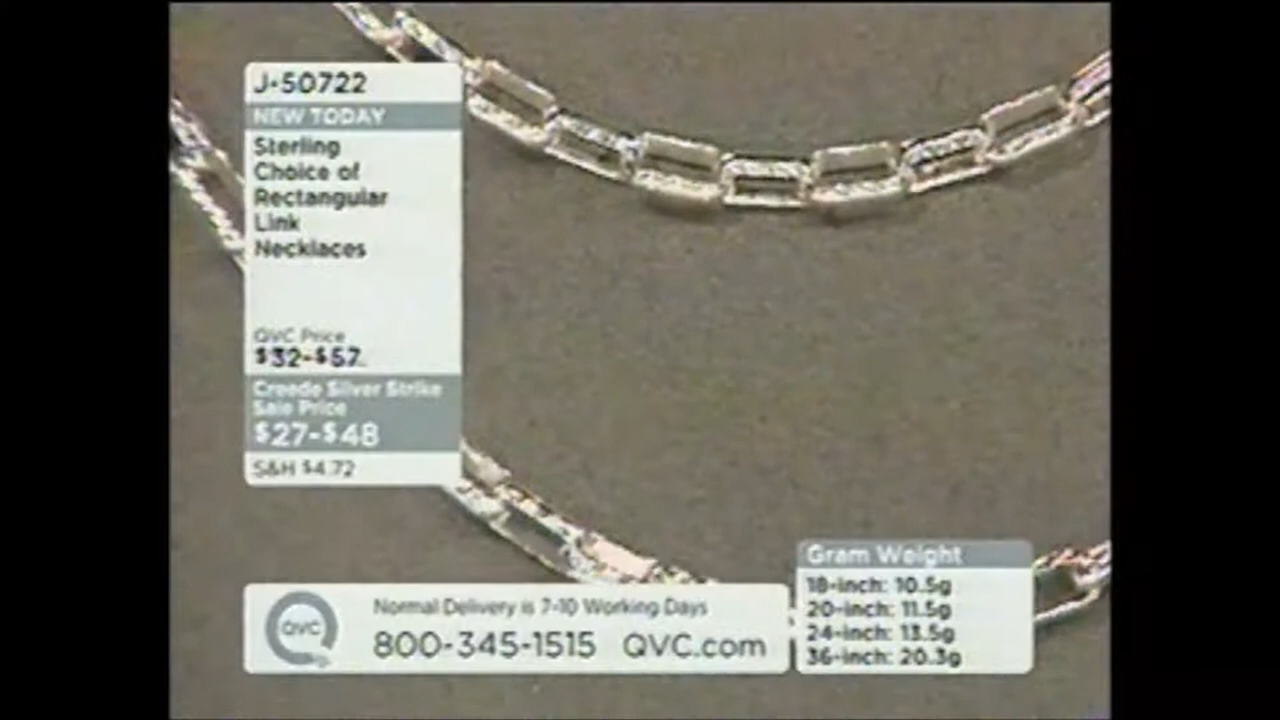 J-50722
NEW TODAY
Sterling
Choice of
Rectangular
Link
Necklaces
QVC Price
$32-$57
Creedo Silver Strike
Sale Price
$27-$48
S&H $4.72
QVC
Normal Delivery is 7-10 Working Days
800-345-1515 QVC.com
Gram Weight
18-inch: 10.5g
20-inch: 11.5g
24-inch: 13.5g
36-inch: 20.3g